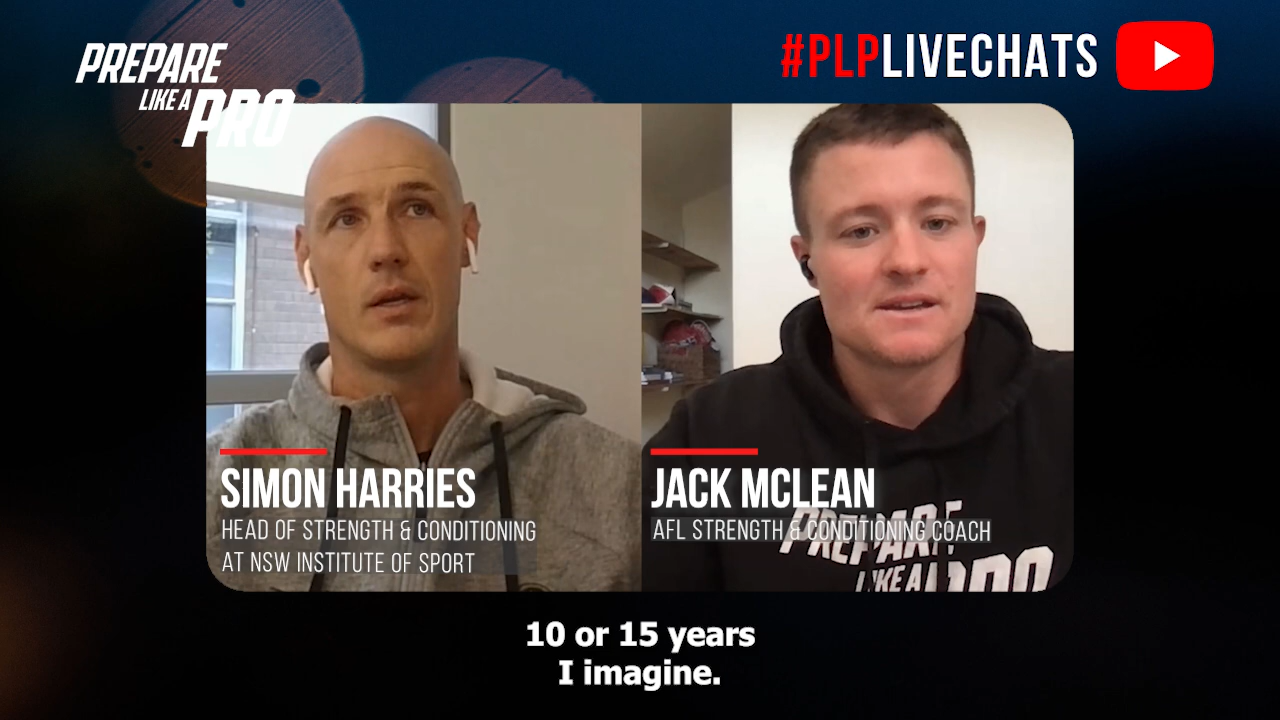 PREPARE
LIKE A
PRO
#PLPLIVECHATS
SIMON HARRIES
HEAD OF STRENGTH & CONDITIONING
AT NSW INSTITUTE OF SPORT
JACK MCLEAN
AFL STRENGTH & CONDITIONING COACH
PREPARE
LIKE A PRO
10 or 15 years
I imagine.